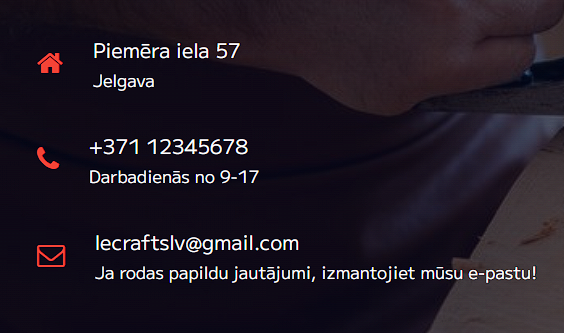 Piemēra iela 57
Jelgava
+371 12345678
Darbadienās no 9-17
lecraftslv@gmail.com
Ja rodas papildu jautājumi, izmantojiet mūsu e-pastu!